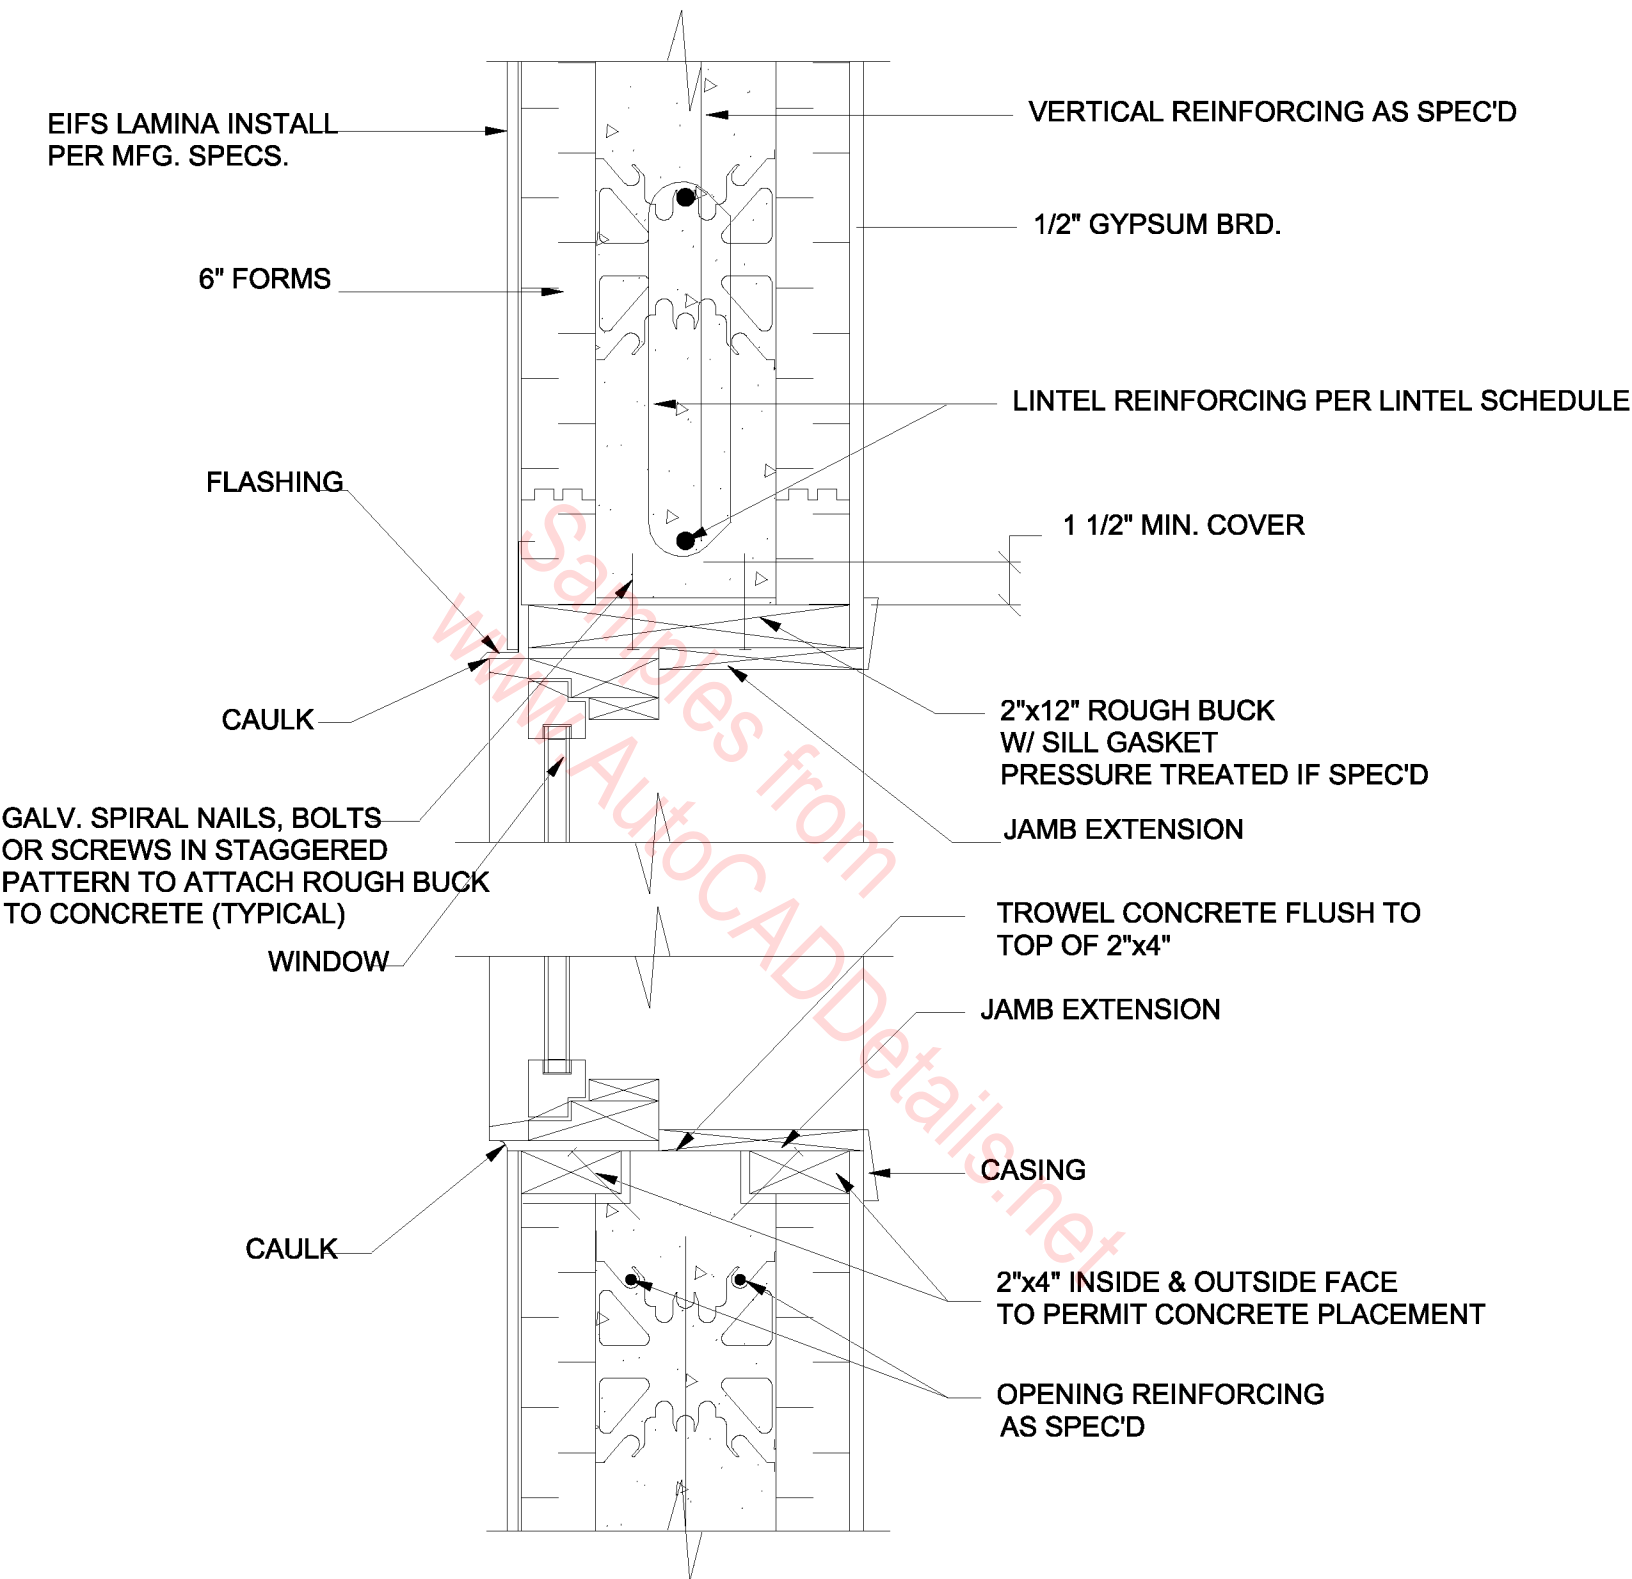 EIFS LAMINA INSTALL
PER MFG. SPECS.
VERTICAL REINFORCING AS SPEC'D
1/2" GYPSUM BRD.
6" FORMS
LINTEL REINFORCING PER LINTEL SCHEDULE
FLASHING
1 1/2" MIN. COVER
CAULK
2"x12" ROUGH BUCK
W/ SILL GASKET
PRESSURE TREATED IF SPEC'D
GALV. SPIRAL NAILS, BOLTS
OR SCREWS IN STAGGERED
PATTERN TO ATTACH ROUGH BUCK
TO CONCRETE (TYPICAL)
JAMB EXTENSION
WINDOW
TROWEL CONCRETE FLUSH TO
TOP OF 2"x4"
JAMB EXTENSION
CASING
CAULK
2"x4" INSIDE & OUTSIDE FACE
TO PERMIT CONCRETE PLACEMENT
OPENING REINFORCING
AS SPEC'D
Samples from
www.AutoCADDetails.net